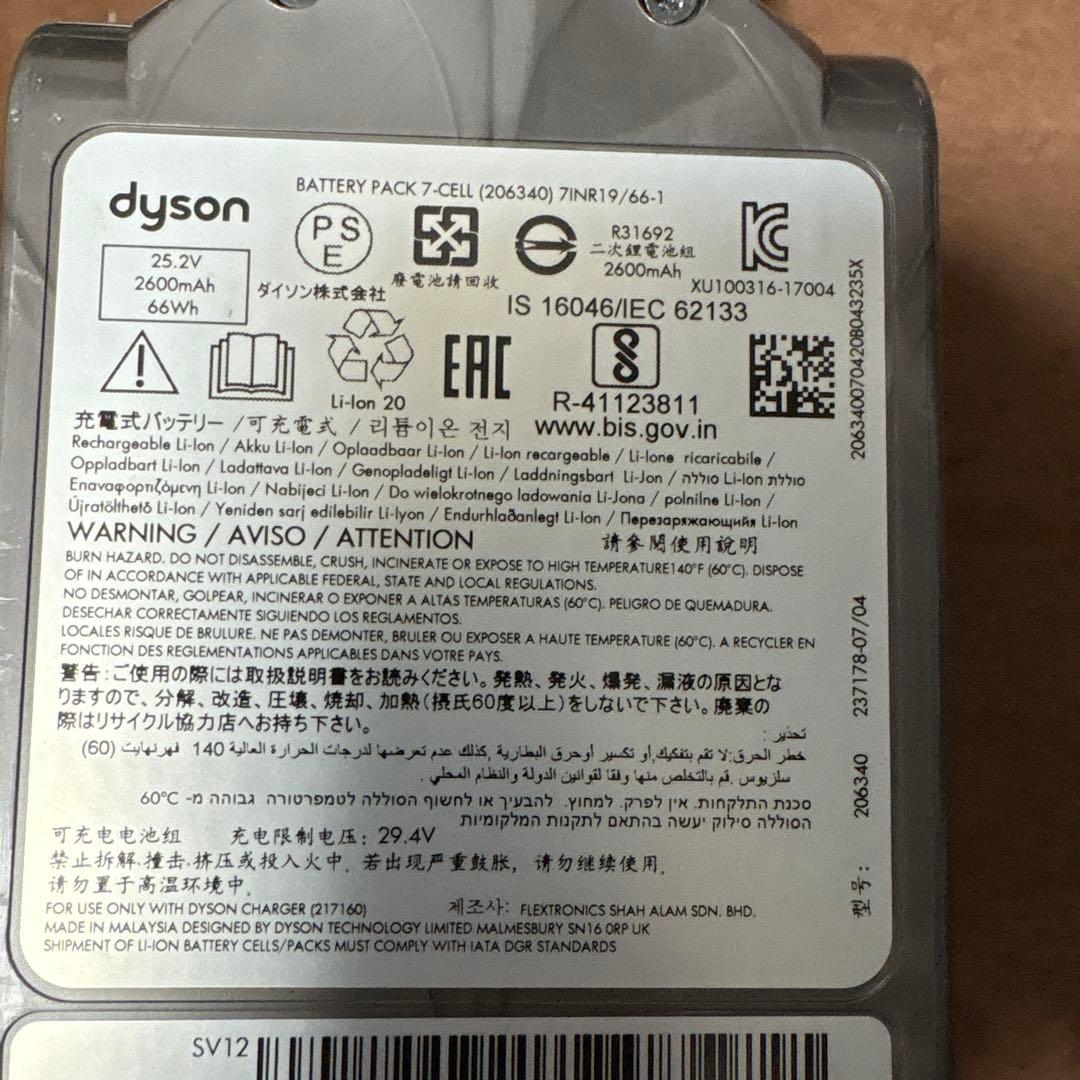 BATTERY PACK 7-CELL (206340) 7INR19/66-1
dyson
PS
E
R31692
二次鋰電池組
2600mAh
25.2V
2600mAh
66Wh
ダイソン株式会社
廢電池請回收
XU100316-17004
IS 16046/IEC 62133
Li-Ion 20
EAC
R-41123811
www.bis.gov.in
充電式バッテリー / 可充電式 / 리튬이온 전지
Rechargeable Li-Ion / Akku Li-Ion / Oplaadbaar Li-Ion / Li-Ion recargeable / Li-Ione ricaricabile /
Oppladbart Li-Ion / Ladattava Li-Ion / Genopladeligt Li-Ion / Laddningsbart Li-Jon / סוללה Li-Ion סוללת
Επαναφορτιζόμενη Li-Ion / Nabijeci Li-Ion / Do wielokrotnego ladowania Li-Jona / polnilne Li-Ion /
Újratölthető Li-Ion / Yeniden sarj edilebilir Li-Iyon / Endurhlaðanlegt Li-Ion / Перезаряжающийя Li-Ion
WARNING / AVISO / ATTENTION 請參閱使用說明
BURN HAZARD. DO NOT DISASSEMBLE, CRUSH, INCINERATE OR EXPOSE TO HIGH TEMPERATURE140°F (60°C). DISPOSE
OF IN ACCORDANCE WITH APPLICABLE FEDERAL, STATE AND LOCAL REGULATIONS.
NO DESMONTAR, GOLPEAR, INCINERAR O EXPONER A ALTAS TEMPERATURAS (60°C). PELIGRO DE QUEMADURA.
DESECHAR CORRECTAMENTE SIGUIENDO LOS REGLAMENTOS.
LOCALES RISQUE DE BRULURE. NE PAS DEMONTER, BRULER OU EXPOSER A HAUTE TEMPERATURE (60°C). A RECYCLER EN
FONCTION DES REGLEMENTATIONS APPLICABLES DANS VOTRE PAYS.
警告:ご使用の際には取扱説明書をお読みください。発熱、発火、爆発、漏液の原因とな
りますので、分解、改造、圧壊、焼却、加熱(摂氏60度以上)をしないで下さい。廃棄の
際はリサイクル協力店へお持ち下さい。
تحذير :
خطر الحرق:لا تقم بتفكيك,أو تكسير أوحرق البطارية ,كذلك عدم تعرضها لدرجات الحرارة العالية 140 فهرنهايت (60)
سلزيوس .قم بالتخلص منها وفقا لقوانين الدولة والنظام المحلي .
סכנת התלקחות. אין לפרק. למחוץ. להבעיך או לחשוף הסוללה לטמפרטורה גבוהה מ- 60°C
הסוללה סילוק יעשה בהתאם לתקנות המלקומיות
可充电电池组 充电限制电压: 29.4V
禁止拆解.撞击.挤压或投入火中. 若出现严重鼓胀, 请勿继续使用.
请勿置于高温环境中.
FOR USE ONLY WITH DYSON CHARGER (217160) 제조사: FLEXTRONICS SHAH ALAM SDN. BHD.
MADE IN MALAYSIA DESIGNED BY DYSON TECHNOLOGY LIMITED MALMESBURY SN16 0RP UK
SHIPMENT OF LI-ION BATTERY CELLS/PACKS MUST COMPLY WITH IATA DGR STANDARDS
型号: 206340 237178-07/04
206340070420B043235X
SV12